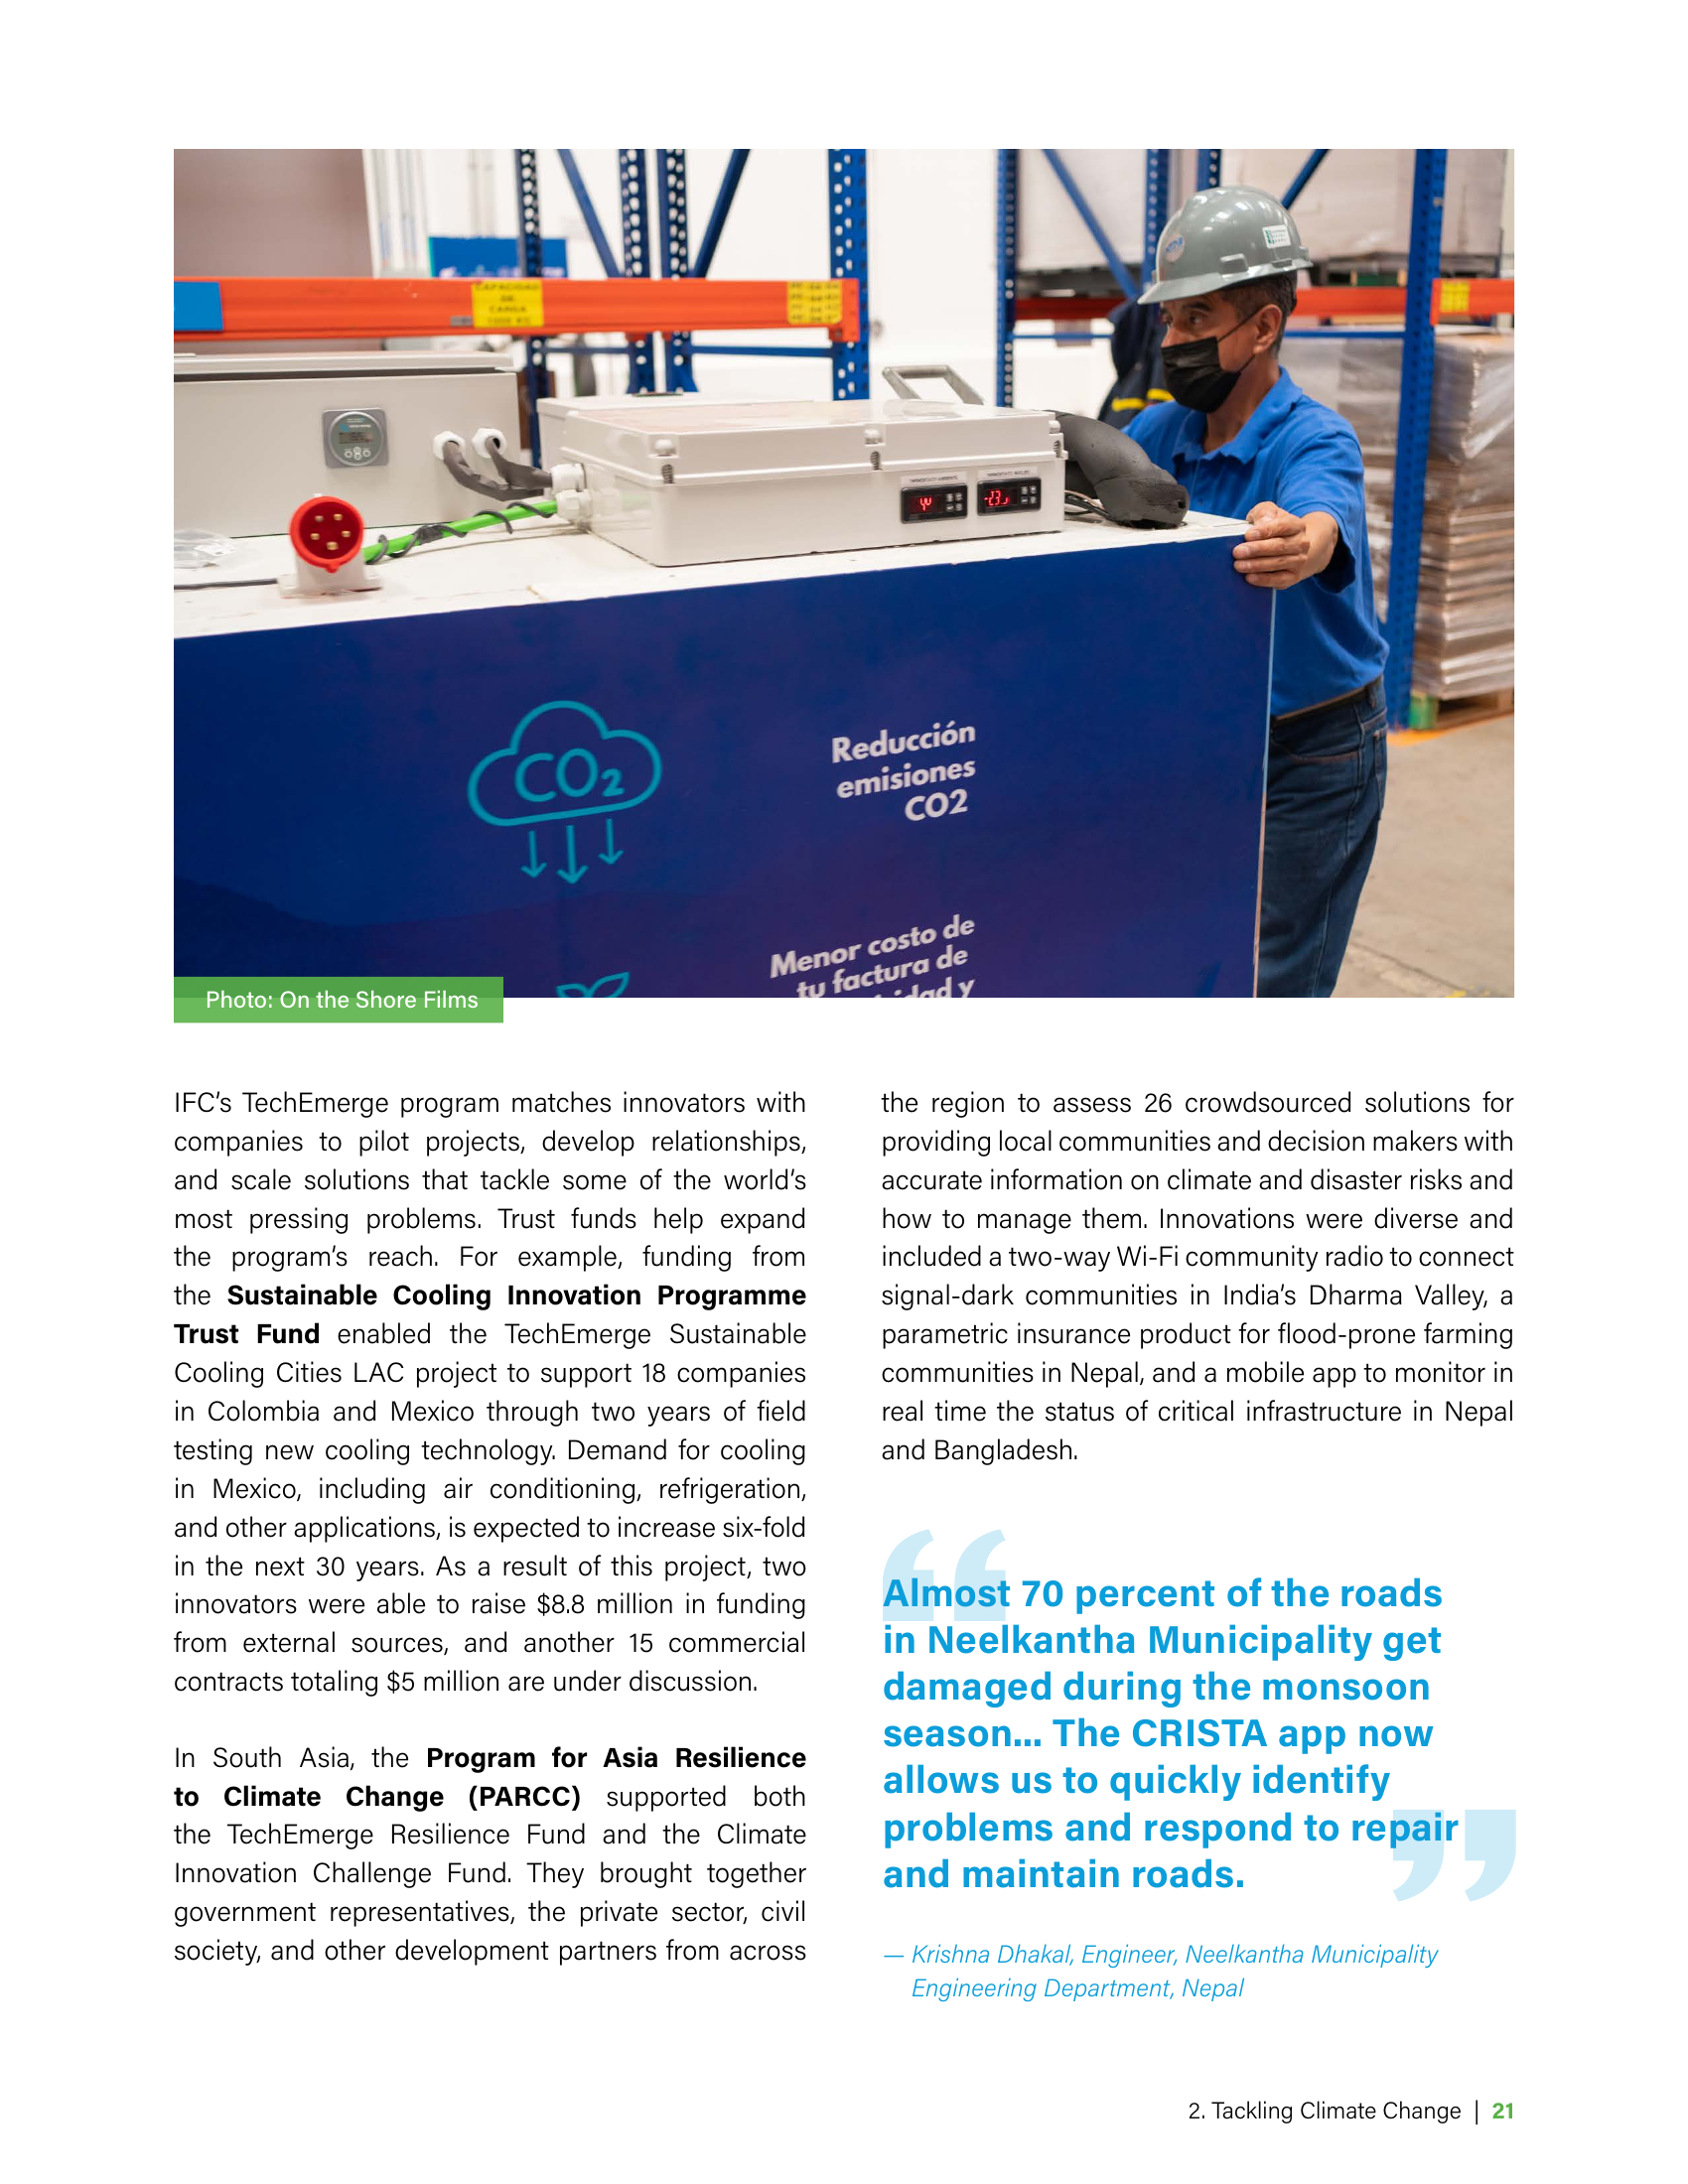 CAPACIDAD
DE
CARGA
CO₂
Reducción
emisiones
CO2
Menor costo de
tu factura de
Photo: On the Shore Films
IFC’s TechEmerge program matches innovators with
companies to pilot projects, develop relationships,
and scale solutions that tackle some of the world’s
most pressing problems. Trust funds help expand
the program’s reach. For example, funding from
the Sustainable Cooling Innovation Programme
Trust Fund enabled the TechEmerge Sustainable
Cooling Cities LAC project to support 18 companies
in Colombia and Mexico through two years of field
testing new cooling technology. Demand for cooling
in Mexico, including air conditioning, refrigeration,
and other applications, is expected to increase six-fold
in the next 30 years. As a result of this project, two
innovators were able to raise $8.8 million in funding
from external sources, and another 15 commercial
contracts totaling $5 million are under discussion.
In South Asia, the Program for Asia Resilience
to Climate Change (PARCC) supported both
the TechEmerge Resilience Fund and the Climate
Innovation Challenge Fund. They brought together
government representatives, the private sector, civil
society, and other development partners from across
the region to assess 26 crowdsourced solutions for
providing local communities and decision makers with
accurate information on climate and disaster risks and
how to manage them. Innovations were diverse and
included a two-way Wi-Fi community radio to connect
signal-dark communities in India’s Dharma Valley, a
parametric insurance product for flood-prone farming
communities in Nepal, and a mobile app to monitor in
real time the status of critical infrastructure in Nepal
and Bangladesh.
“Almost 70 percent of the roads
in Neelkantha Municipality get
damaged during the monsoon
season... The CRISTA app now
allows us to quickly identify
problems and respond to repair
and maintain roads.”
— Krishna Dhakal, Engineer, Neelkantha Municipality
Engineering Department, Nepal
2. Tackling Climate Change | 21